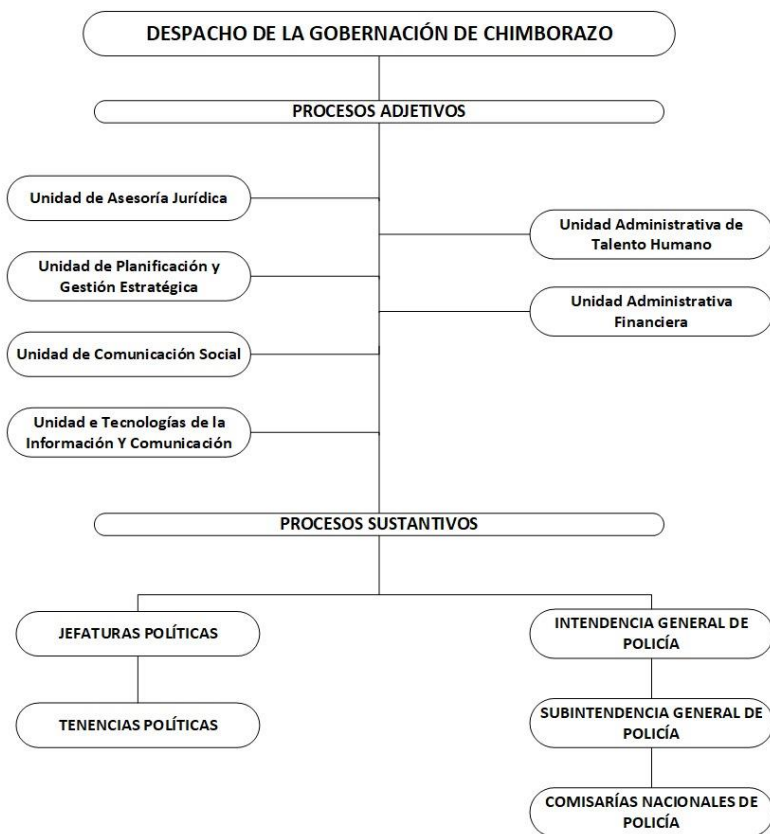 DESPACHO DE LA GOBERNACIÓN DE CHIMBORAZO
PROCESOS ADJETIVOS
Unidad de Asesoría Jurídica
Unidad Administrativa de
Talento Humano
Unidad de Planificación y
Gestión Estratégica
Unidad Administrativa
Financiera
Unidad de Comunicación Social
Unidad e Tecnologías de la
Información Y Comunicación
PROCESOS SUSTANTIVOS
JEFATURAS POLÍTICAS
INTENDENCIA GENERAL DE
POLICÍA
TENENCIAS POLÍTICAS
SUBINTENDENCIA GENERAL DE
POLICÍA
COMISARÍAS NACIONALES DE
POLICÍA